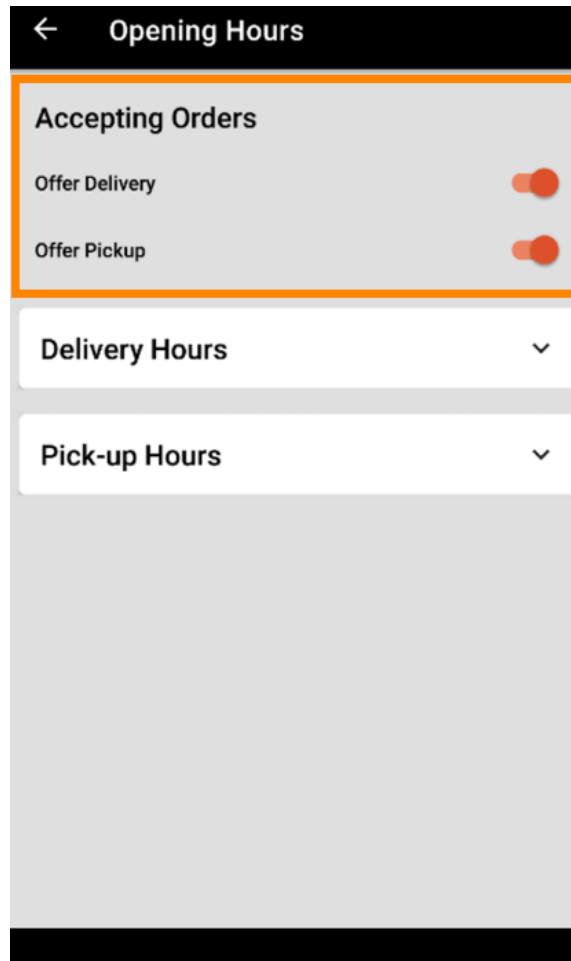 Opening Hours
Accepting Orders
Offer Delivery
Offer Pickup
Delivery Hours
Pick-up Hours